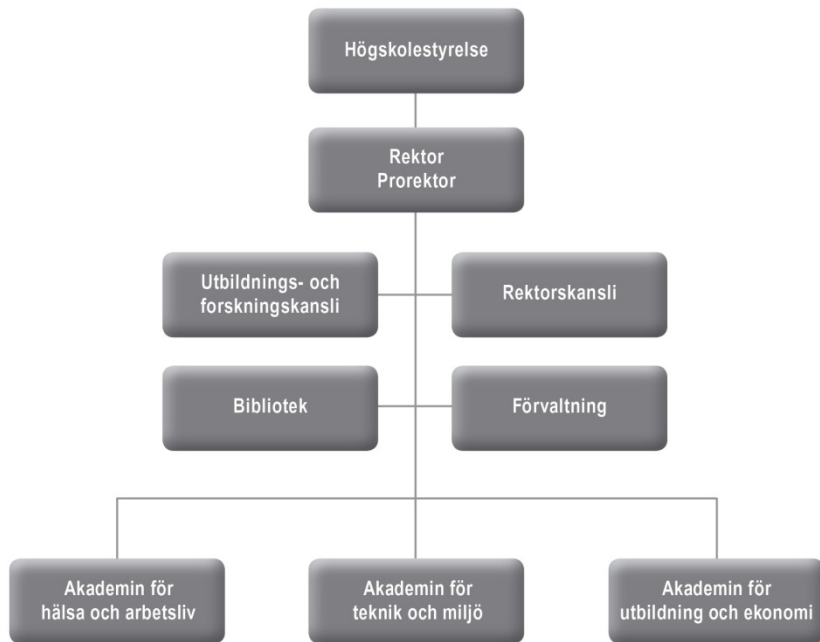 Högskolestyrelse
Rektor
Prorektor
Utbildnings- och
forskningskansli
Rektorskansli
Bibliotek
Förvaltning
Akademin för
hälsa och arbetsliv
Akademin för
teknik och miljö
Akademin för
utbildning och ekonomi